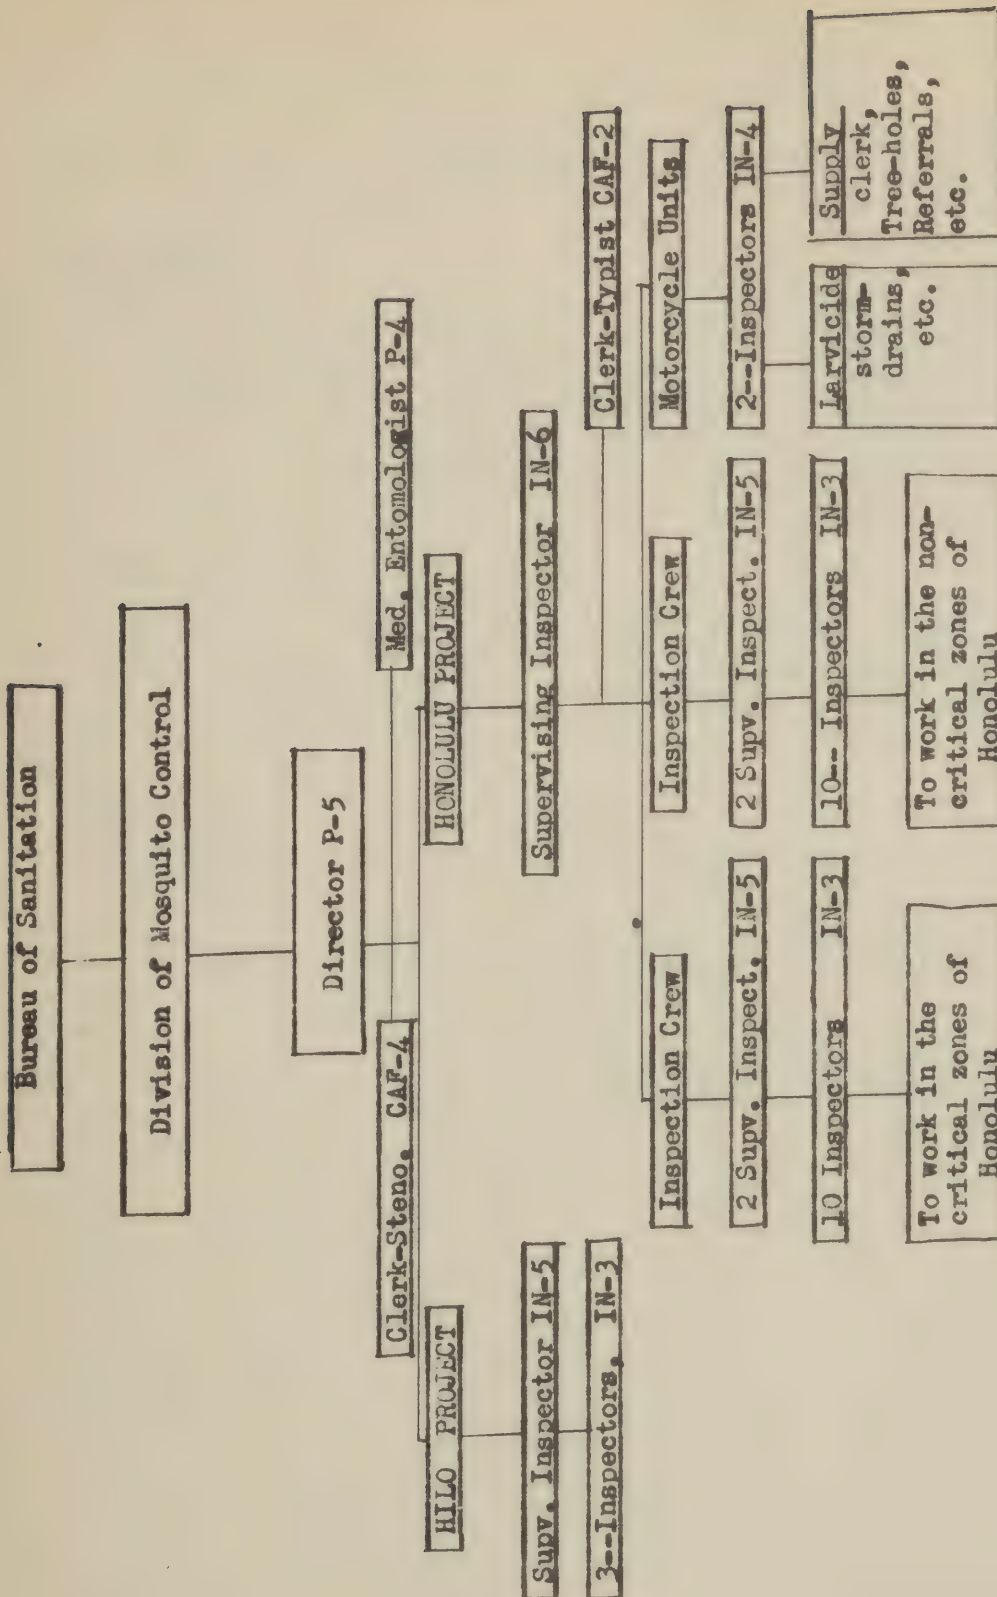 Bureau of Sanitation
Division of Mosquito Control
Director P-5
Clerk-Steno. CAF-4
Med. Entomologist P-4
HILO PROJECT
HONOLULU PROJECT
Supv. Inspector IN-5
Supervising Inspector IN-6
3--Inspectors, IN-3
Clerk-Typist CAF-2
Inspection Crew
Inspection Crew
Motorcycle Units
2 Supv. Inspect. IN-5
2 Supv. Inspect. IN-5
2--Inspectors IN-4
10 Inspectors IN-3
10-- Inspectors IN-3
Larvicide
storm-
drains,
etc.
Supply
clerk,
Tree-holes,
Referrals,
etc.
To work in the
critical zones of
Honolulu
To work in the non-
critical zones of
Honolulu